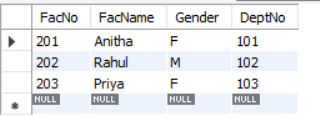 FacNo FacName Gender DeptNo
201 Anitha F 101
202 Rahul M 102
203 Priya F 103
NULL NULL NULL NULL